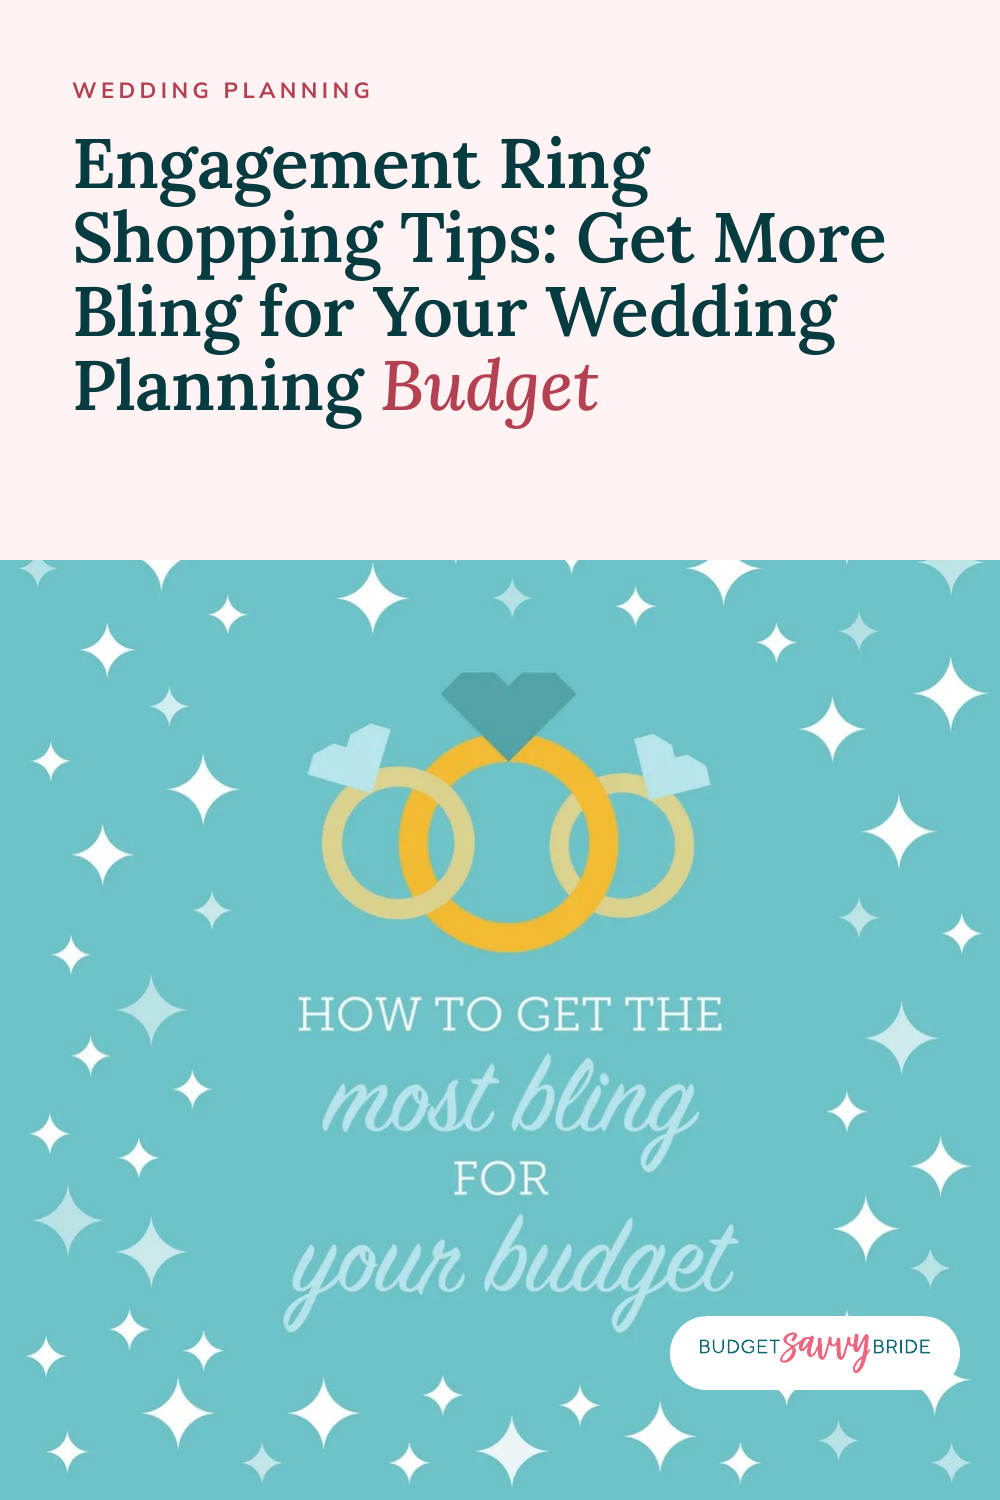 WEDDING PLANNING
Engagement Ring
Shopping Tips: Get More
Bling for Your Wedding
Planning Budget
HOW TO GET THE
most bling
FOR
your budget
BUDGET savvy BRIDE